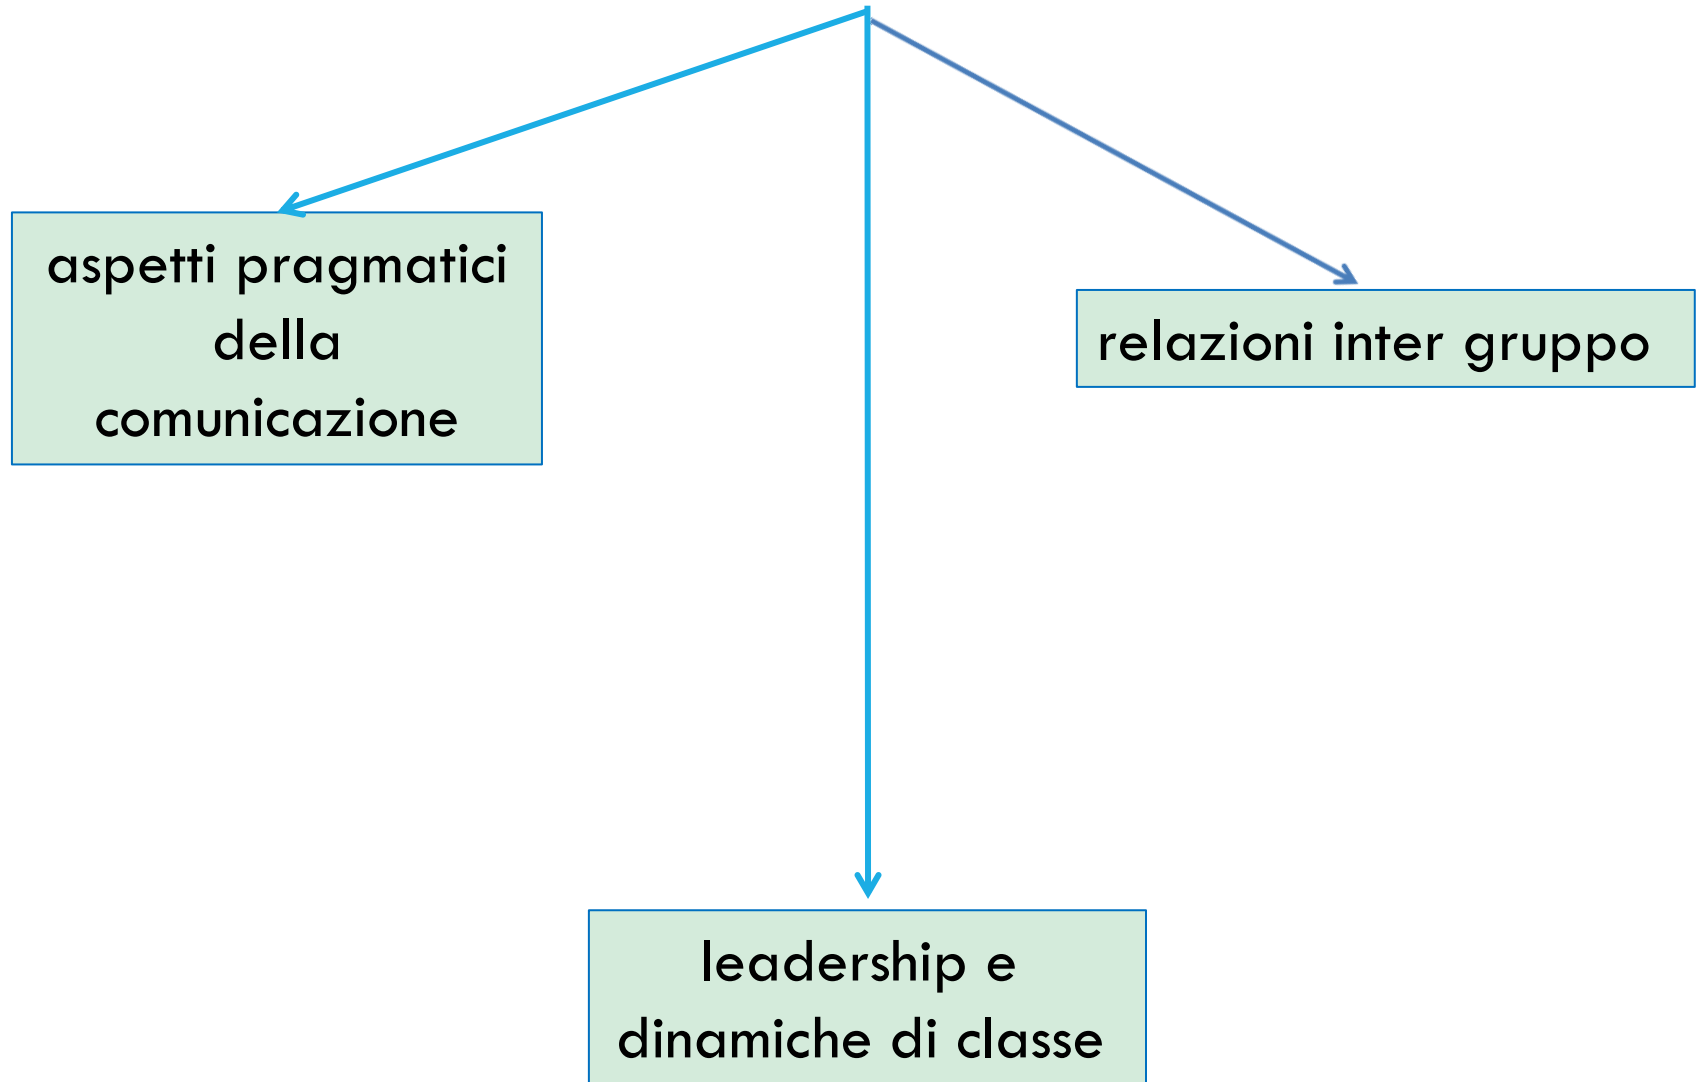 aspetti pragmatici
della
comunicazione
relazioni inter gruppo
leadership e
dinamiche di classe